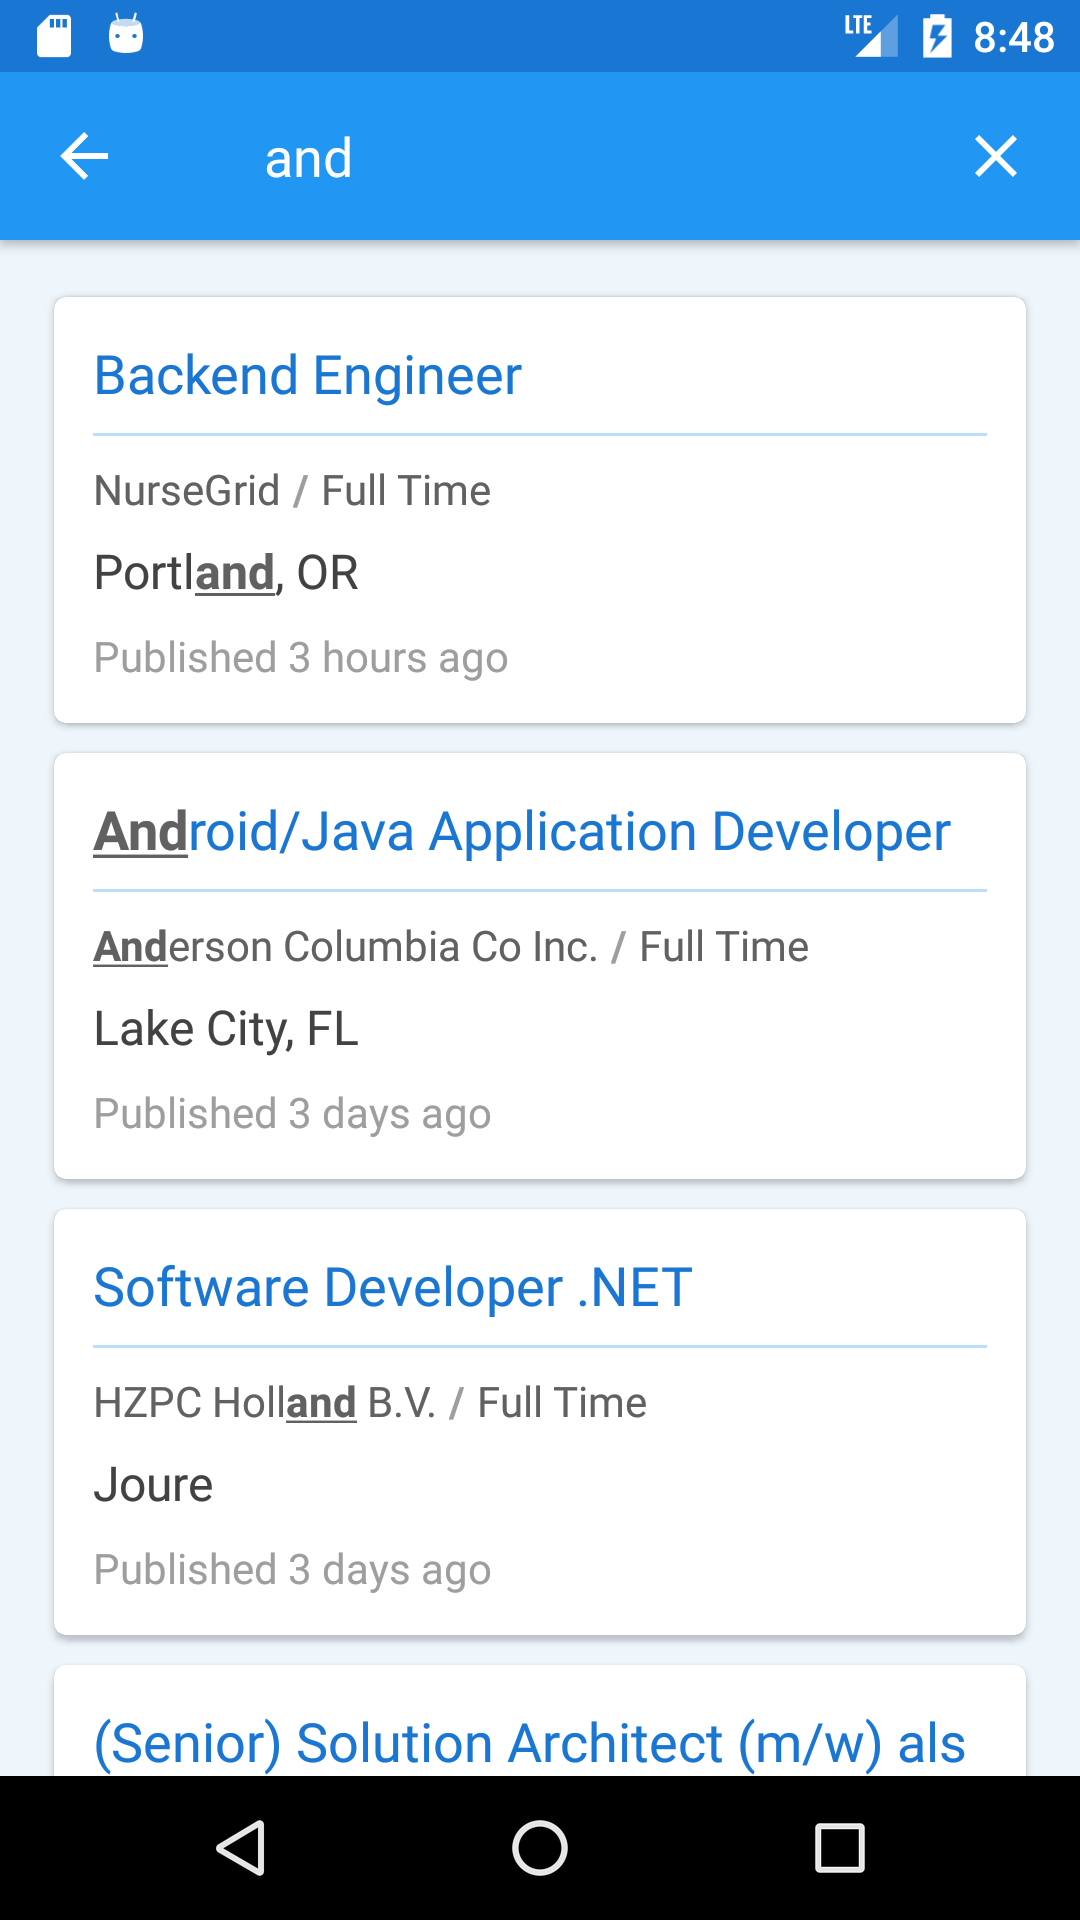 LTE 8:48
and
Backend Engineer
NurseGrid / Full Time
Portland, OR
Published 3 hours ago
Android/Java Application Developer
Anderson Columbia Co Inc. / Full Time
Lake City, FL
Published 3 days ago
Software Developer .NET
HZPC Holland B.V. / Full Time
Joure
Published 3 days ago
(Senior) Solution Architect (m/w) als